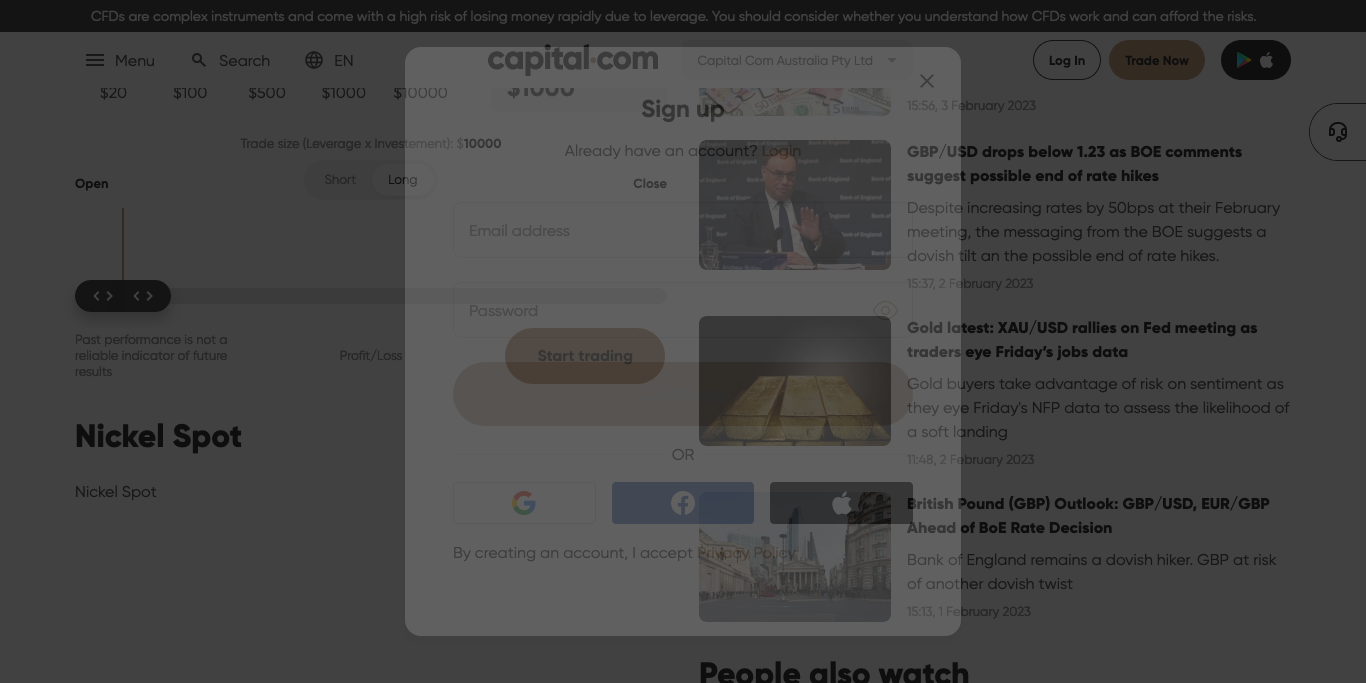 CFDs are complex instruments and come with a high risk of losing money rapidly due to leverage. You should consider whether you understand how CFDs work and can afford the risks.
Menu
Search
EN
capital.com
Capital Com Australia Pty Ltd
Log In
Trade Now
$20
$100
$500
$1000
$10000
$1000
Trade size (Leverage x Investement): $10000
Short
Long
Open
Close
Past performance is not a
reliable indicator of future
results
Profit/Loss
Start trading
Nickel Spot
Nickel Spot
Sign up
Already have an account? Login
Email address
Password
OR
By creating an account, I accept Privacy Policy
15:56, 3 February 2023
GBP/USD drops below 1.23 as BOE comments
suggest possible end of rate hikes
Despite increasing rates by 50bps at their February
meeting, the messaging from the BOE suggests a
dovish tilt an the possible end of rate hikes.
15:37, 2 February 2023
Gold latest: XAU/USD rallies on Fed meeting as
traders eye Friday's jobs data
Gold buyers take advantage of risk on sentiment as
they eye Friday's NFP data to assess the likelihood of
a soft landing
11:48, 2 February 2023
British Pound (GBP) Outlook: GBP/USD, EUR/GBP
Ahead of BoE Rate Decision
Bank of England remains a dovish hiker. GBP at risk
of another dovish twist
15:13, 1 February 2023
People also watch